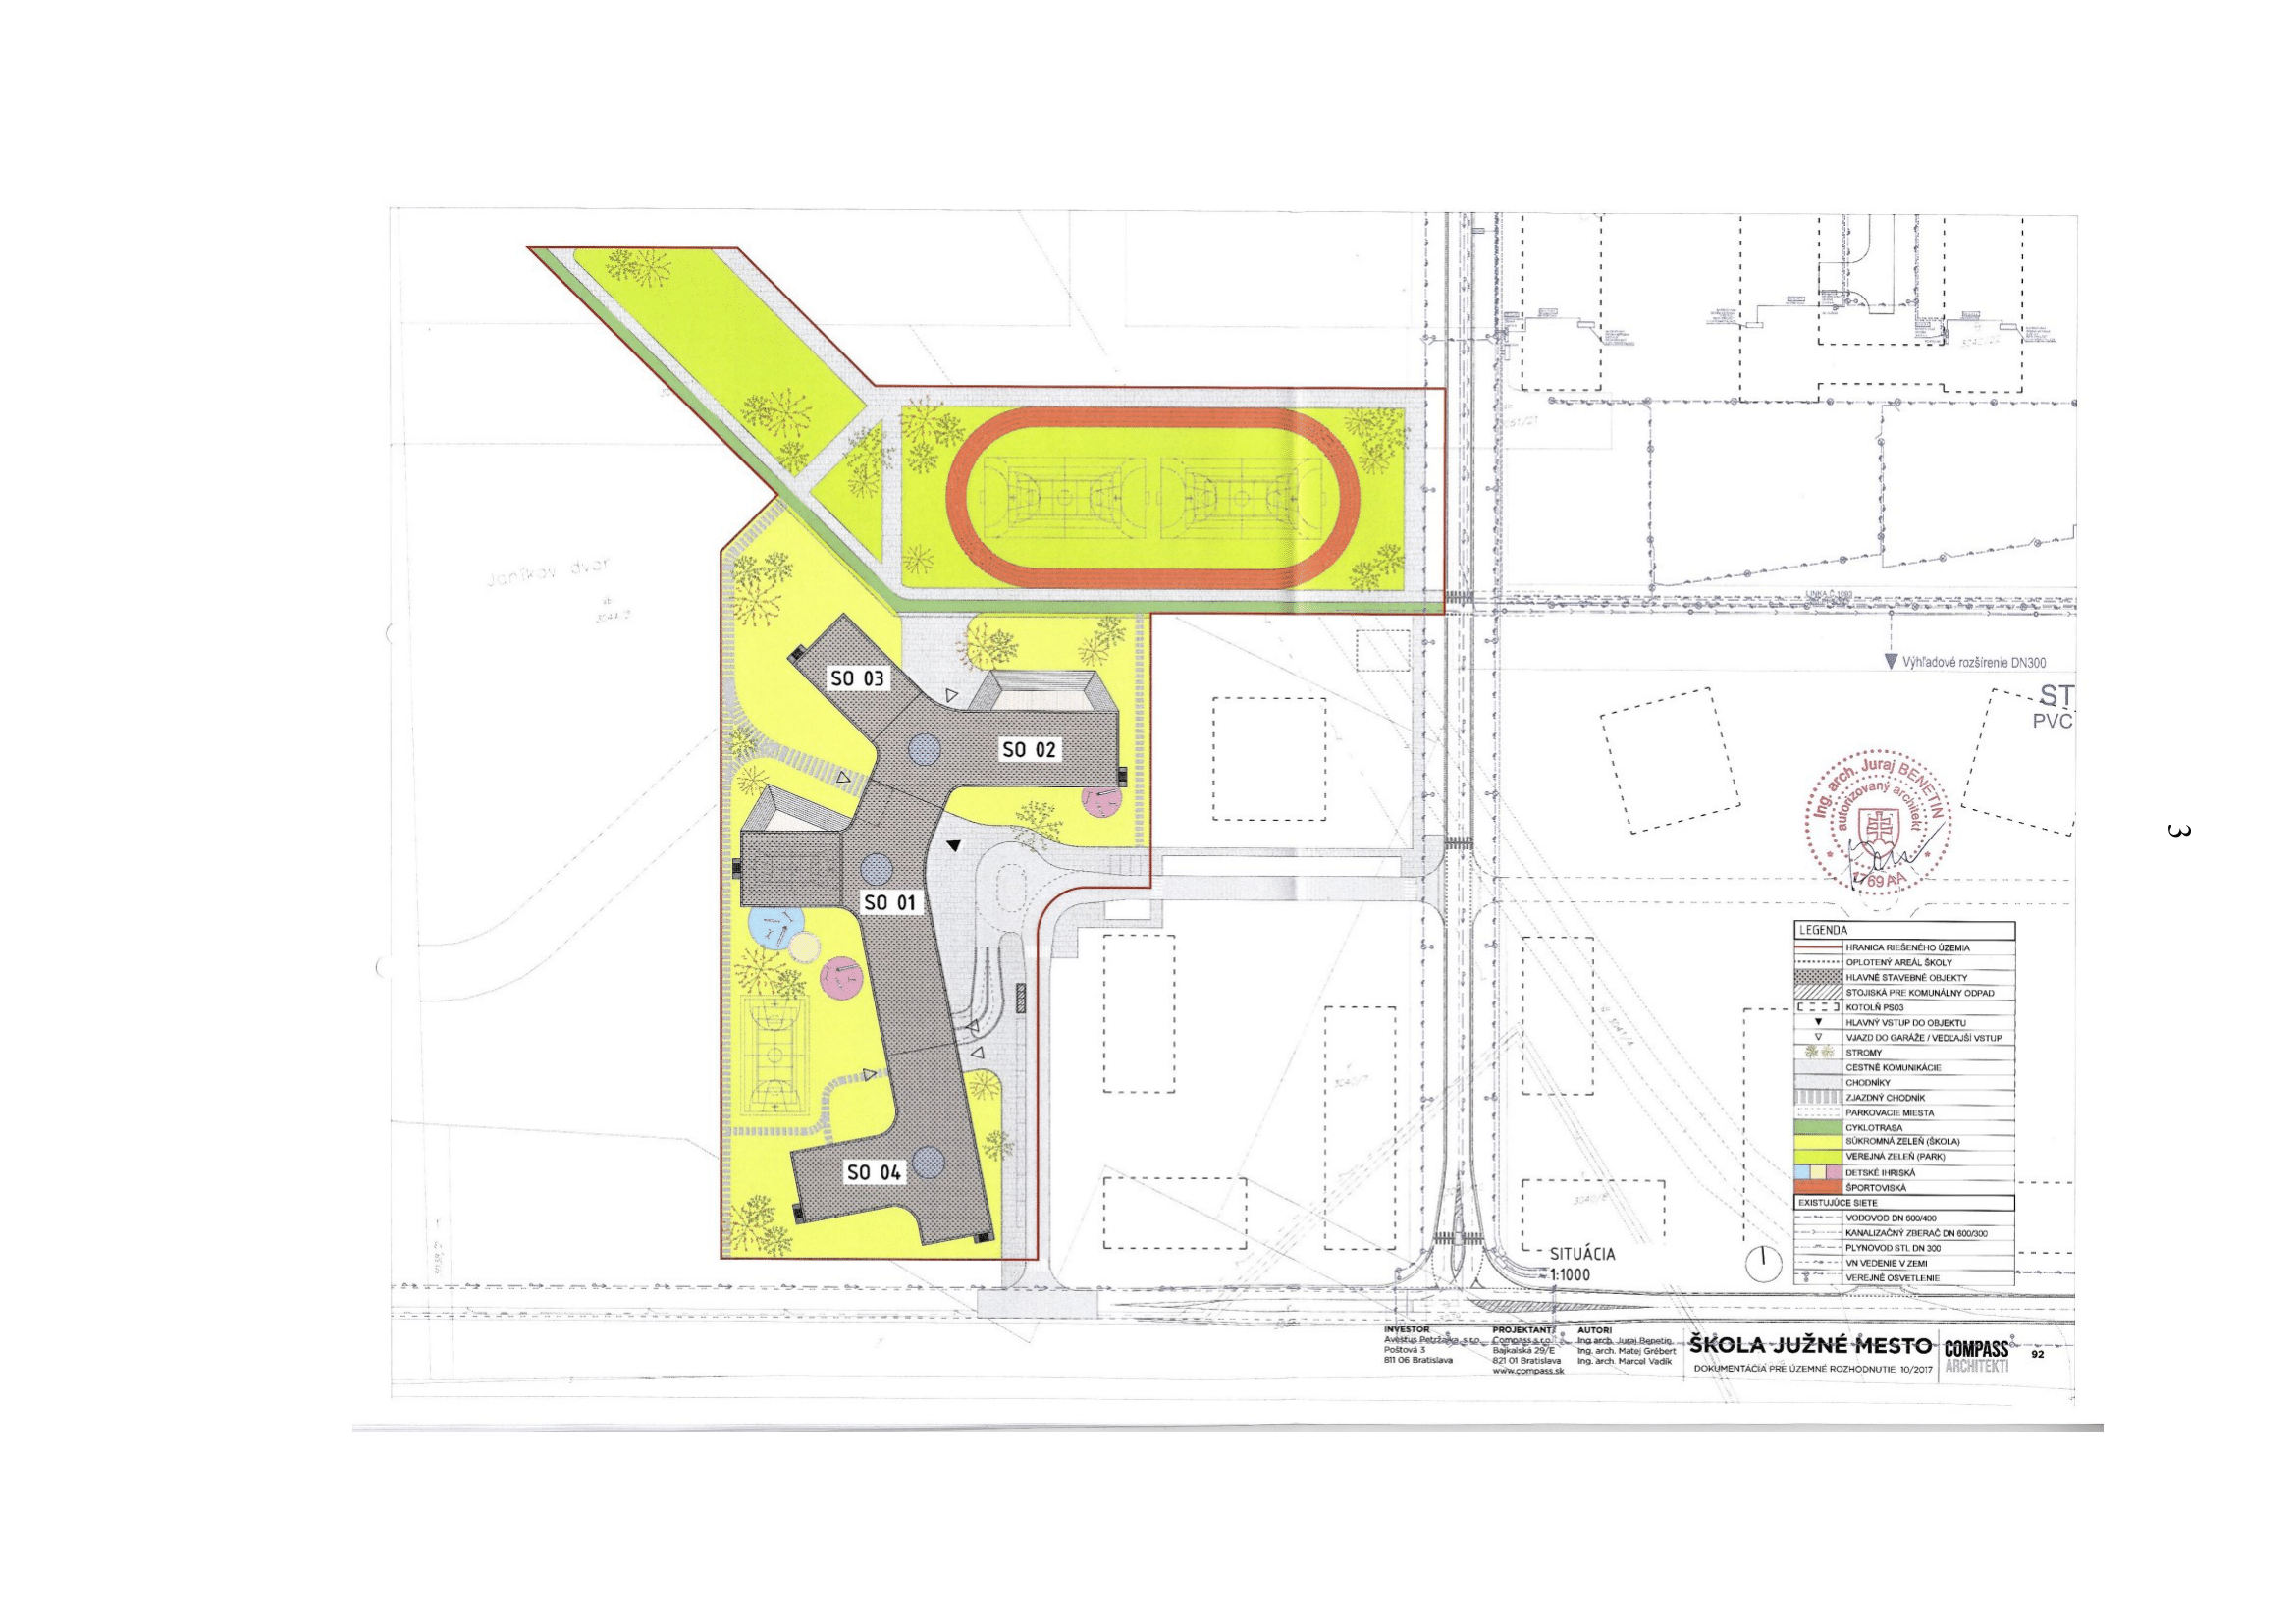 Janíkov dvor
3044/2
SO 03
SO 02
SO 01
SO 04
LINKA Č.1093
Výhľadové rozšírenie DN300
ST
PVC
Ing. arch. Juraj BENETIN
autorizovaný architekt
1769 AA
3
LEGENDA
HRANICA RIEŠENÉHO ÚZEMIA
OPLOTENÝ AREÁL ŠKOLY
HLAVNÉ STAVEBNÉ OBJEKTY
STOJISKÁ PRE KOMUNÁLNY ODPAD
KOTOLŇ PS03
HLAVNÝ VSTUP DO OBJEKTU
VJAZD DO GARÁŽE / VEDĽAJŠÍ VSTUP
STROMY
CESTNÉ KOMUNIKÁCIE
CHODNÍKY
ZJAZDNÝ CHODNÍK
PARKOVACIE MIESTA
CYKLOTRASA
SÚKROMNÁ ZELEŇ (ŠKOLA)
VEREJNÁ ZELEŇ (PARK)
DETSKÉ IHRISKÁ
ŠPORTOVISKÁ
EXISTUJÚCE SIETE
VODOVOD DN 600/400
KANALIZAČNÝ ZBERAČ DN 600/300
PLYNOVOD STL DN 300
VN VEDENIE V ZEMI
VEREJNÉ OSVETLENIE
SITUÁCIA
1:1000
INVESTOR
Avestus Petržalka, s.r.o.
Poštová 3
811 06 Bratislava
PROJEKTANT
Compass s.r.o.
Bajkalská 29/E
821 01 Bratislava
www.compass.sk
AUTORI
Ing. arch. Juraj Benetin
Ing. arch. Matej Grébert
Ing. arch. Marcel Vadík
ŠKOLA JUŽNÉ MESTO
DOKUMENTÁCIA PRE ÚZEMNÉ ROZHODNUTIE 10/2017
COMPASS
ARCHITEKTI
92